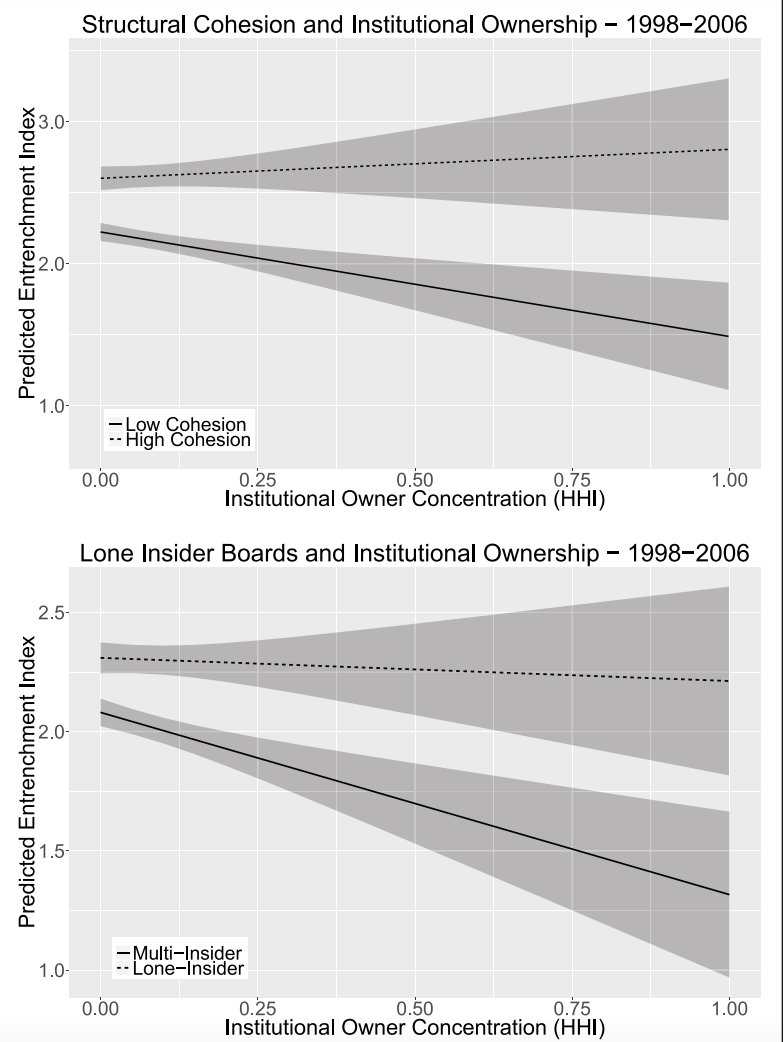 Structural Cohesion and Institutional Ownership − 1998−2006
Predicted Entrenchment Index
3.0
2.0
1.0
Low Cohesion
High Cohesion
0.00 0.25 0.50 0.75 1.00
Institutional Owner Concentration (HHI)
Lone Insider Boards and Institutional Ownership − 1998−2006
Predicted Entrenchment Index
2.5
2.0
1.5
1.0
Multi−Insider
Lone−Insider
0.00 0.25 0.50 0.75 1.00
Institutional Owner Concentration (HHI)